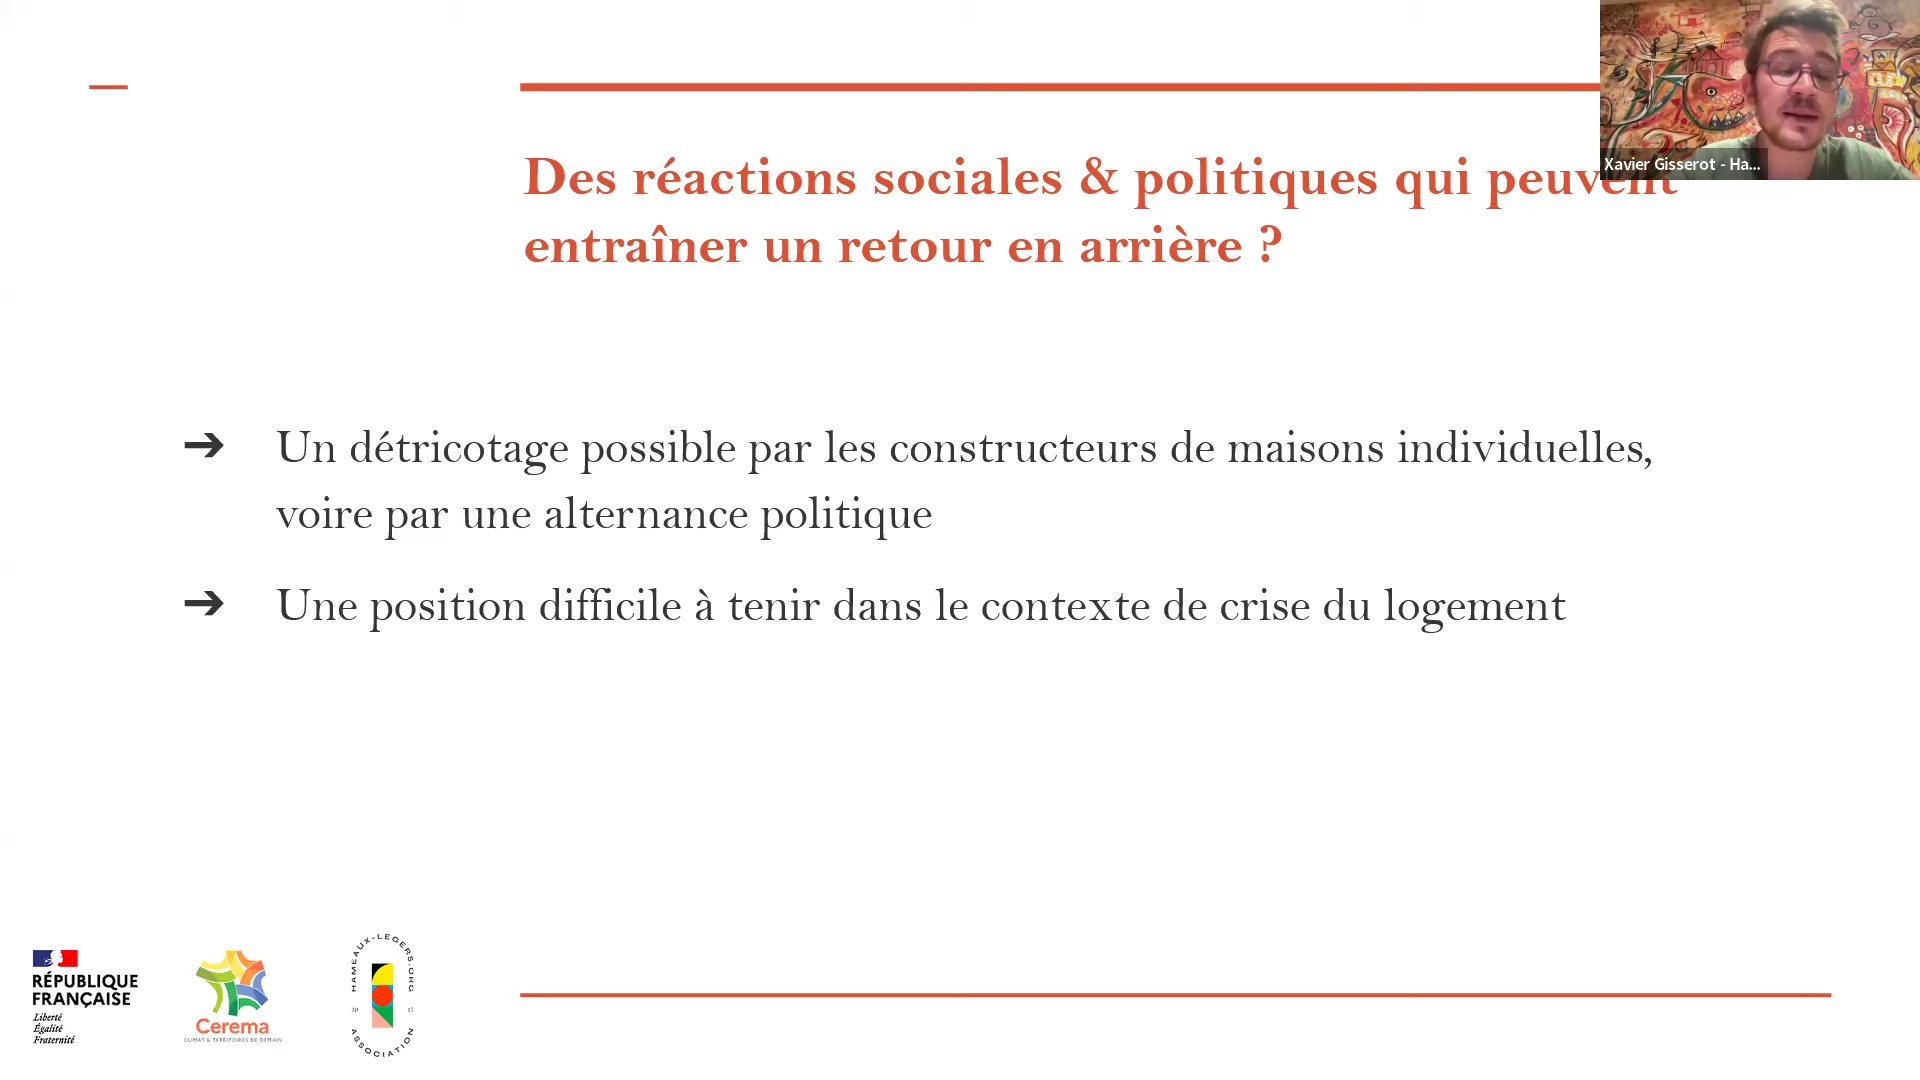 Des réactions sociales & politiques qui peuvent
entraîner un retour en arrière ?
Xavier Gisserot - Ha...
➔ Un détricotage possible par les constructeurs de maisons individuelles,
voire par une alternance politique
➔ Une position difficile à tenir dans le contexte de crise du logement
RÉPUBLIQUE
FRANÇAISE
Liberté
Égalité
Fraternité
Cerema
CLIMAT & TERRITOIRES DE DEMAIN
HAMEAUX-LEGERS.ORG
20 17
ASSOCIATION